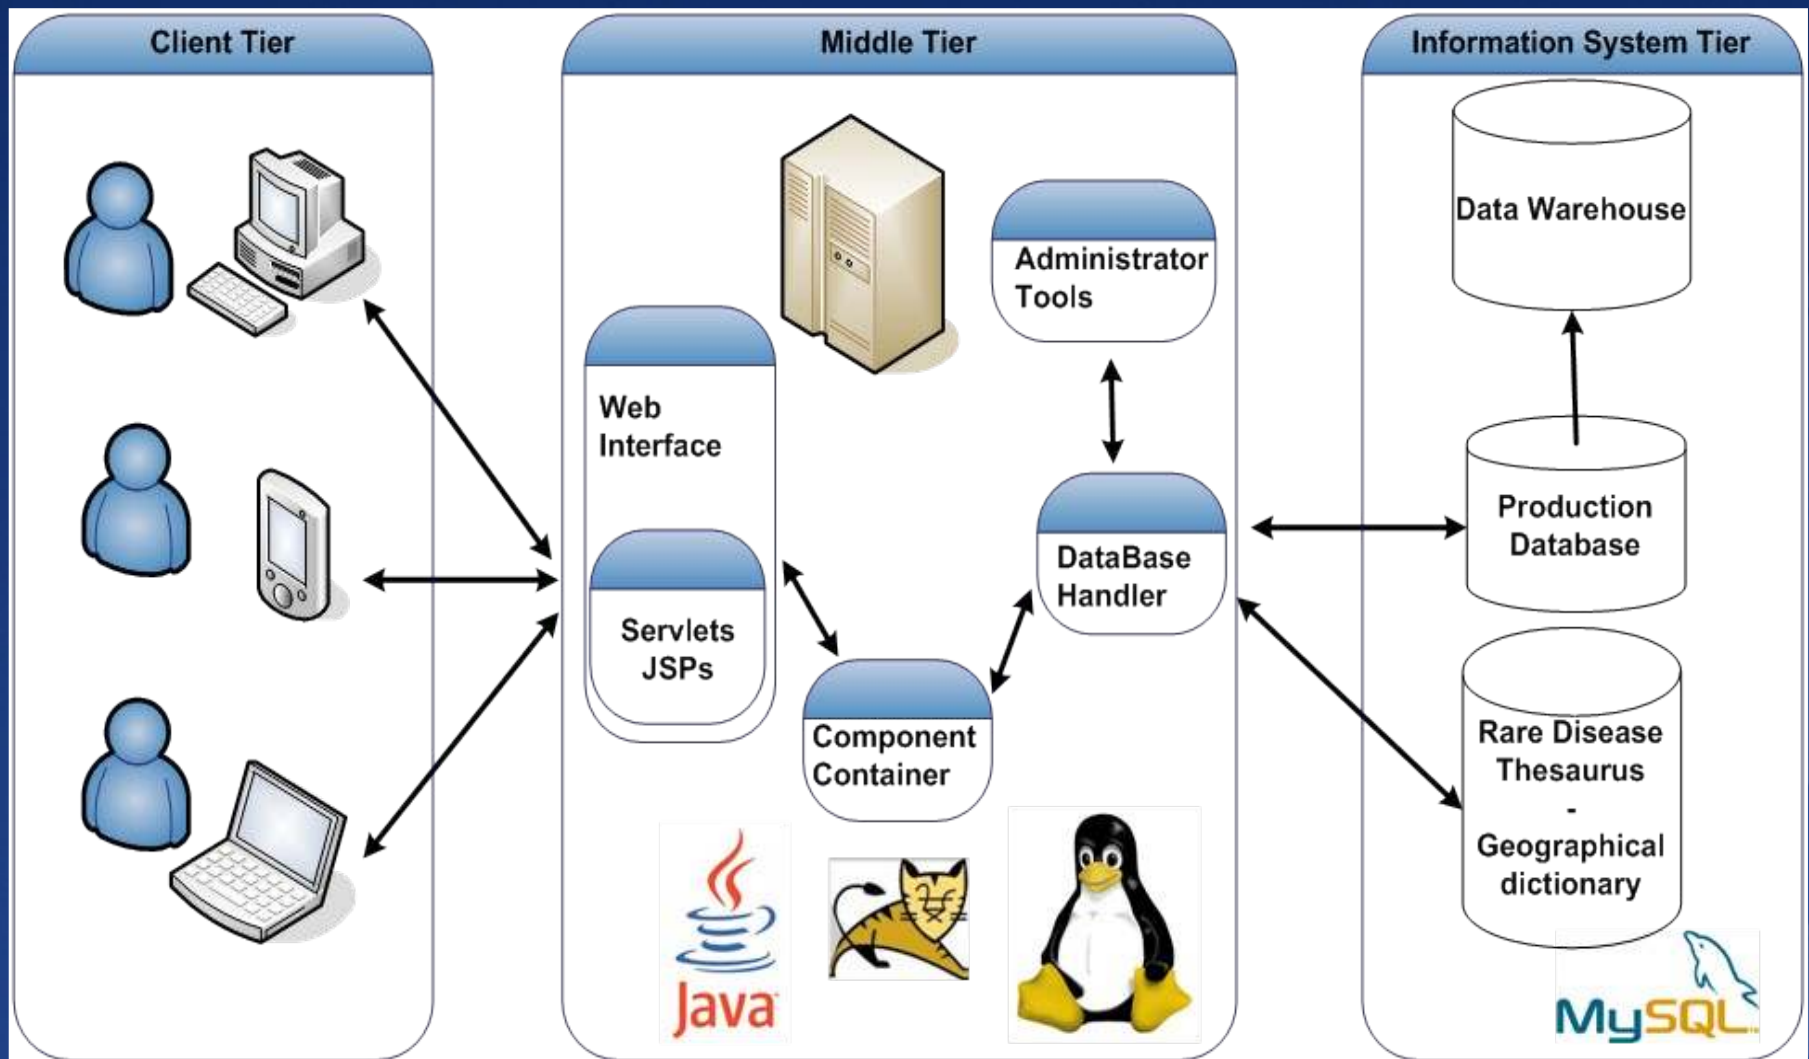 Client Tier
Middle Tier
Information System Tier
Web
Interface
Servlets
JSPs
Administrator
Tools
DataBase
Handler
Component
Container
Java
Data Warehouse
Production
Database
Rare Disease
Thesaurus
-
Geographical
dictionary
MySQL